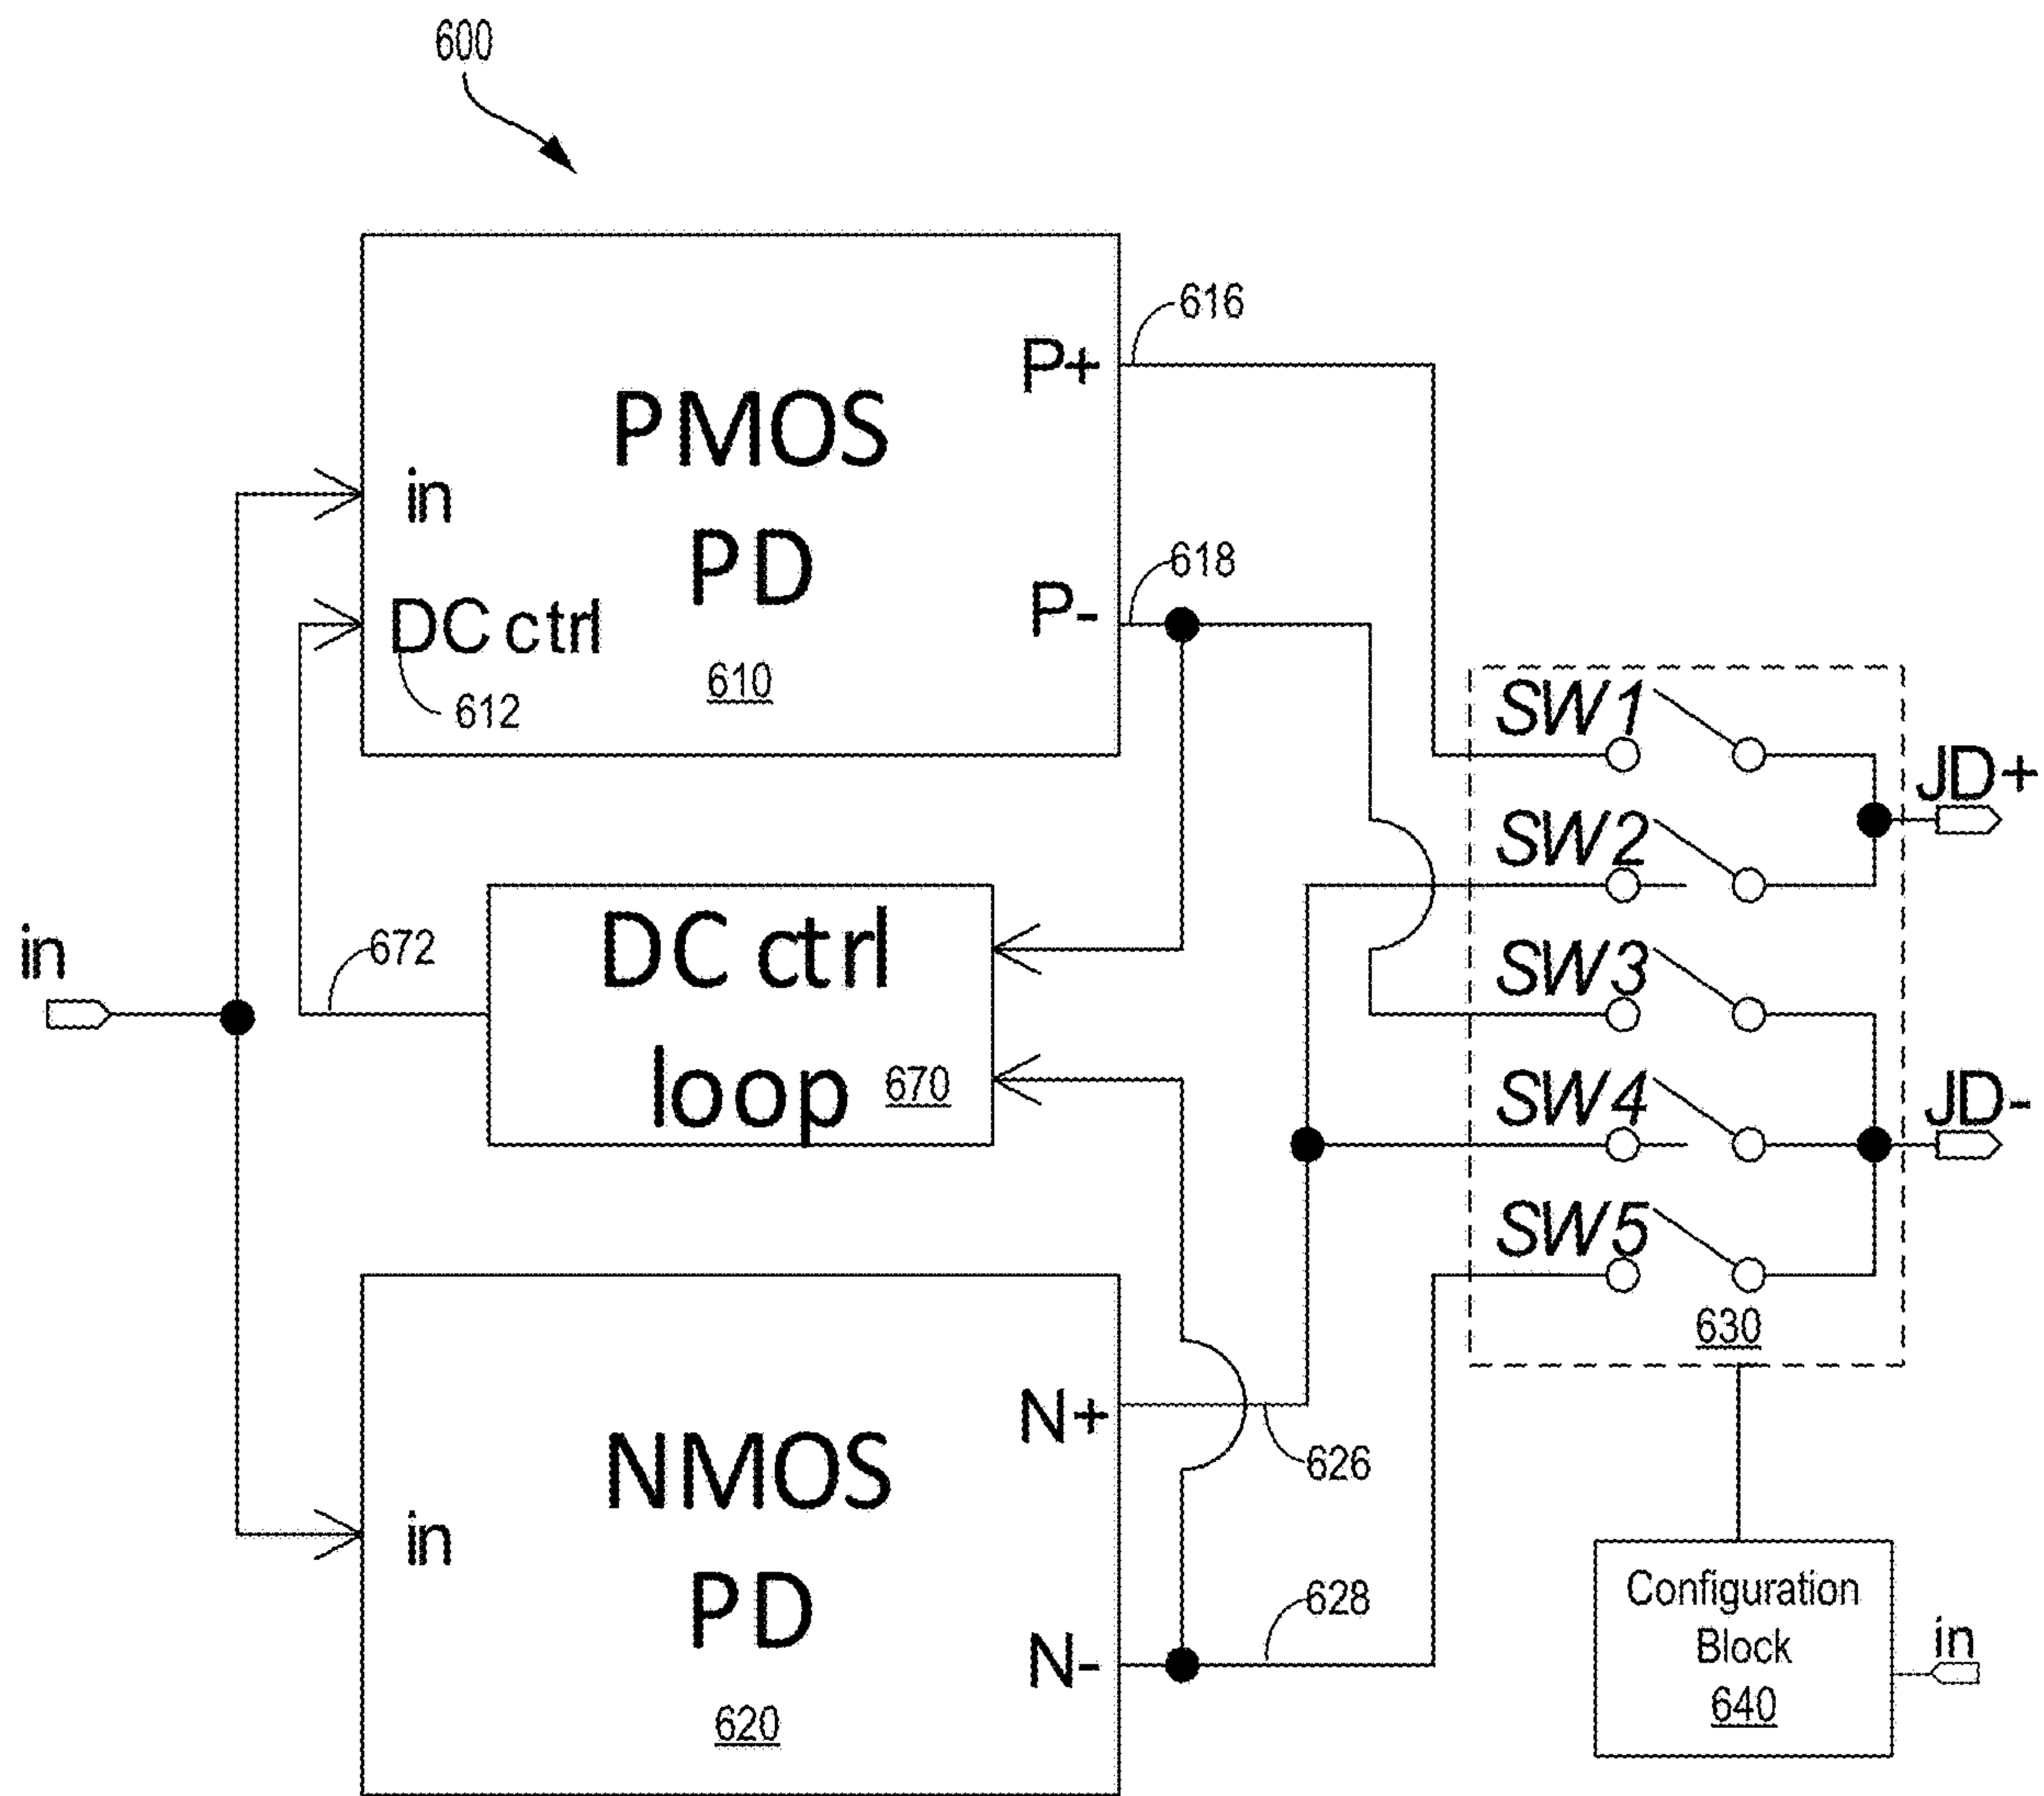 600
PMOS
PD
610
in
DC ctrl
612
P+
616
P-
618
SW1
SW2
SW3
SW4
SW5
630
JD+
JD-
in
672
DC ctrl
loop 670
NMOS
PD
620
in
N+
626
N-
628
Configuration
Block
640
in